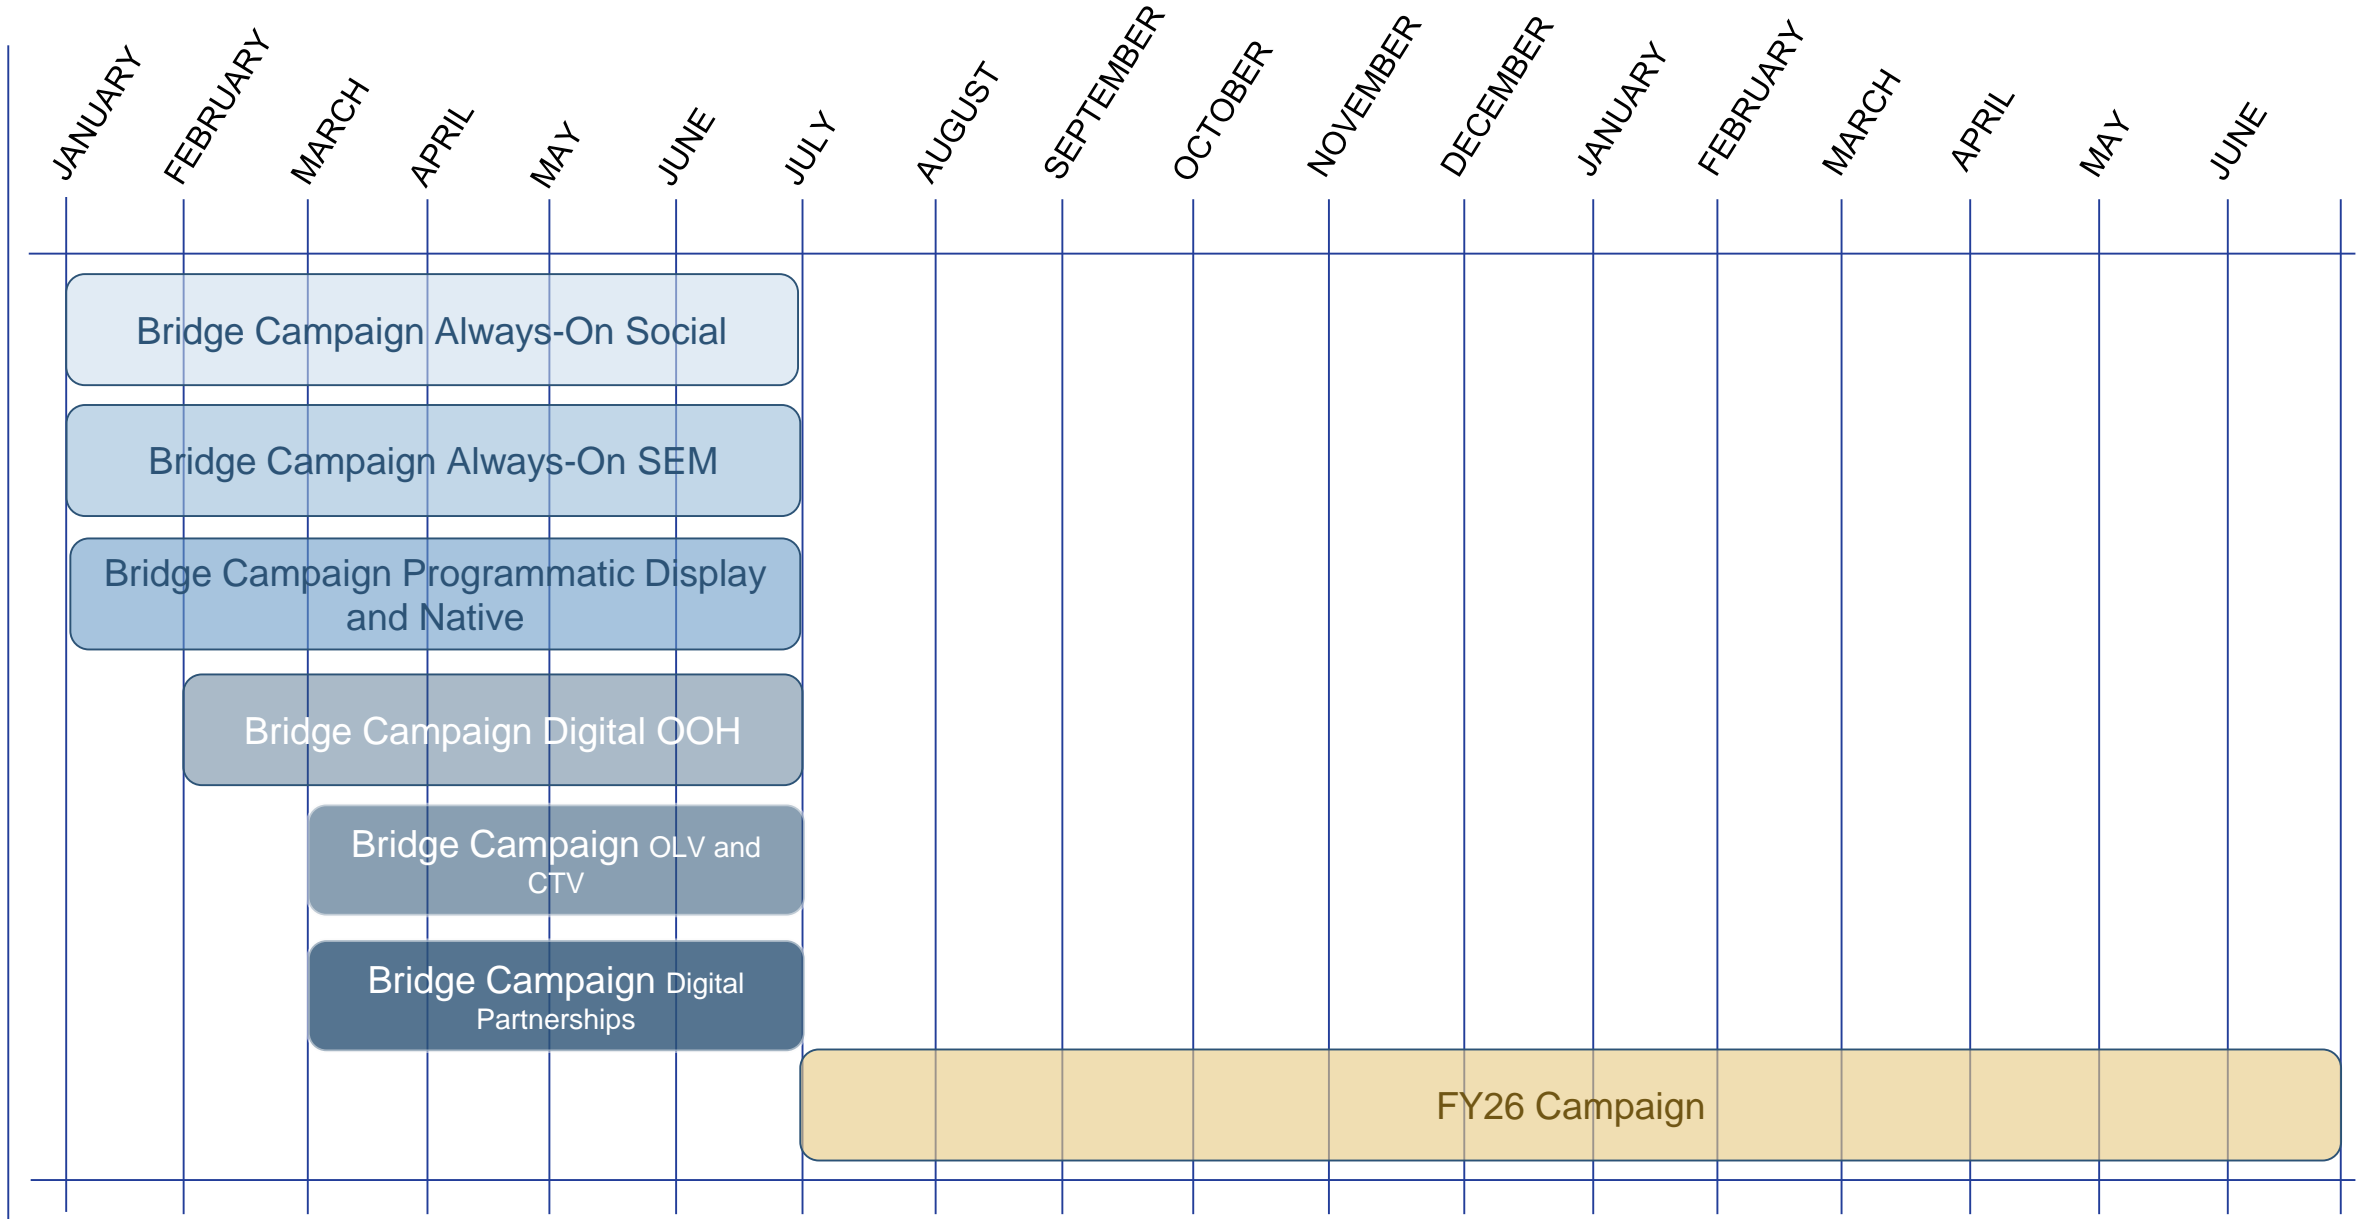 JANUARY
FEBRUARY
MARCH
APRIL
MAY
JUNE
JULY
AUGUST
SEPTEMBER
OCTOBER
NOVEMBER
DECEMBER
JANUARY
FEBRUARY
MARCH
APRIL
MAY
JUNE
Bridge Campaign Always-On Social
Bridge Campaign Always-On SEM
Bridge Campaign Programmatic Display
and Native
Bridge Campaign Digital OOH
Bridge Campaign OLV and
CTV
Bridge Campaign Digital
Partnerships
FY26 Campaign